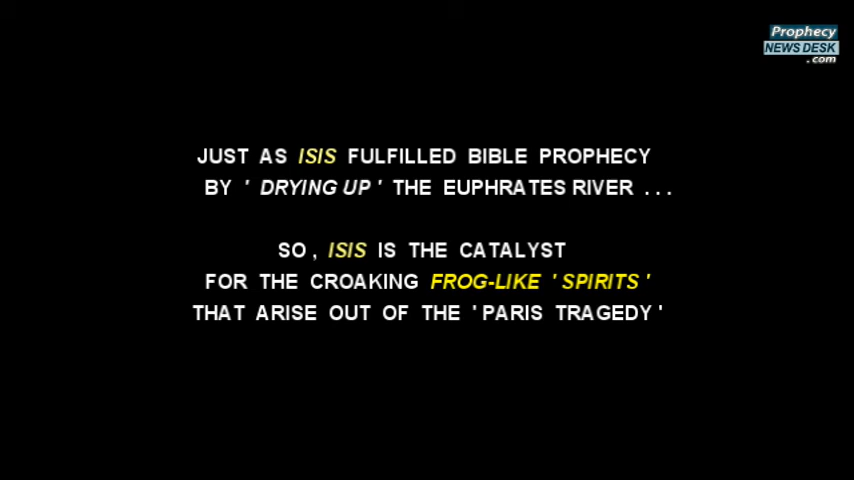 Prophecy
NEWS DESK
.com
JUST AS ISIS FULFILLED BIBLE PROPHECY
BY ' DRYING UP ' THE EUPHRATES RIVER . . .
SO , ISIS IS THE CATALYST
FOR THE CROAKING FROG-LIKE ' SPIRITS '
THAT ARISE OUT OF THE ' PARIS TRAGEDY '